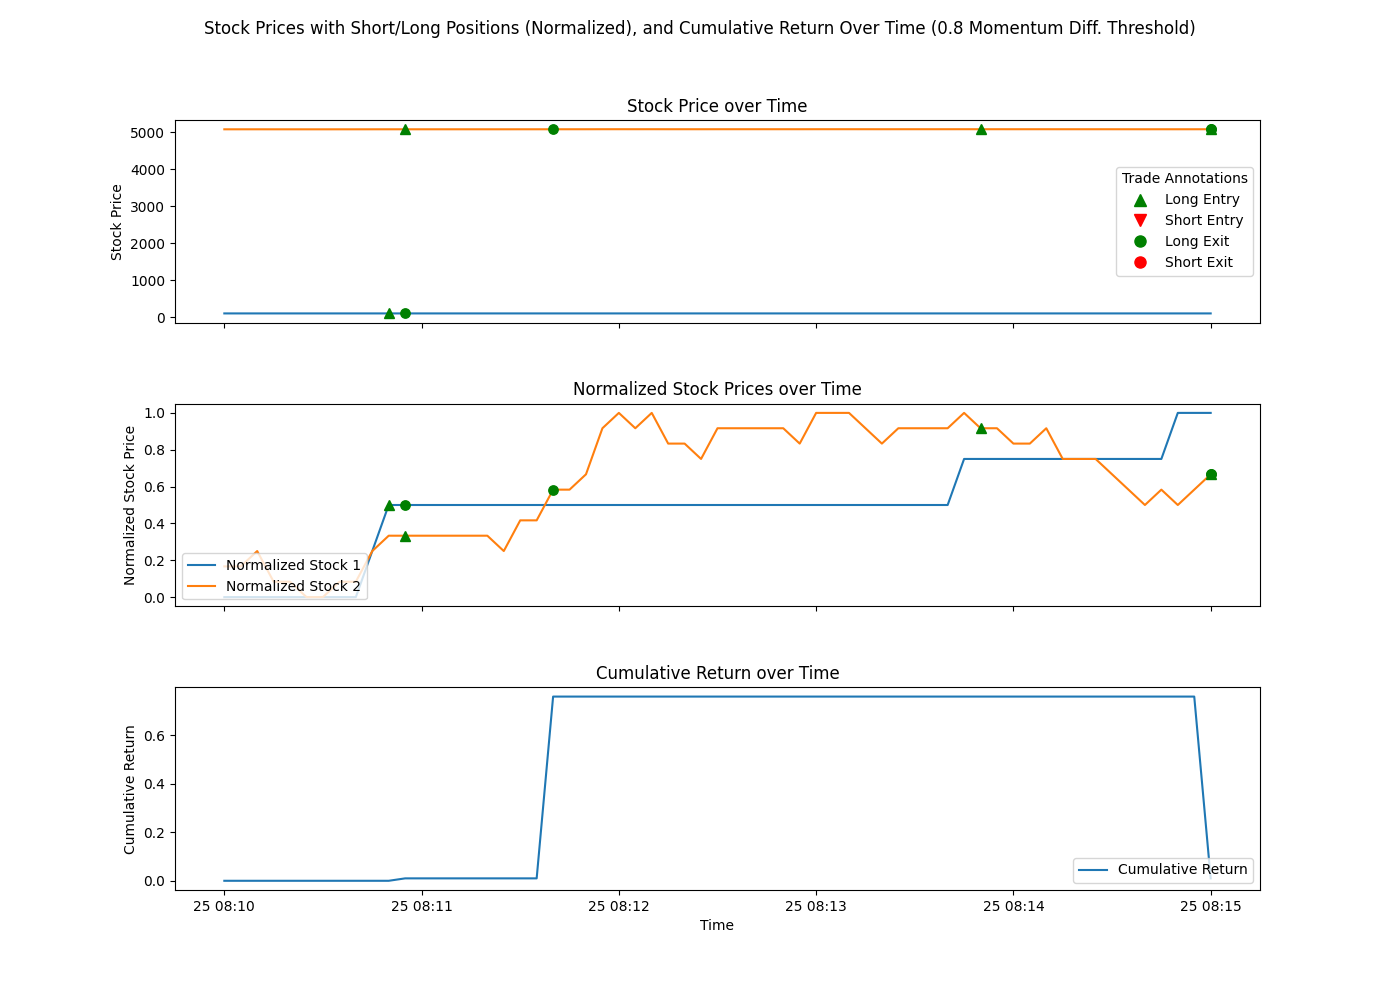 Stock Prices with Short/Long Positions (Normalized), and Cumulative Return Over Time (0.8 Momentum Diff. Threshold)
Stock Price over Time
Stock Price
5000
4000
3000
2000
1000
0
Trade Annotations
Long Entry
Short Entry
Long Exit
Short Exit
Normalized Stock Prices over Time
Normalized Stock Price
1.0
0.8
0.6
0.4
0.2
0.0
Normalized Stock 1
Normalized Stock 2
Cumulative Return over Time
Cumulative Return
0.6
0.4
0.2
0.0
Cumulative Return
25 08:10
25 08:11
25 08:12
25 08:13
25 08:14
25 08:15
Time